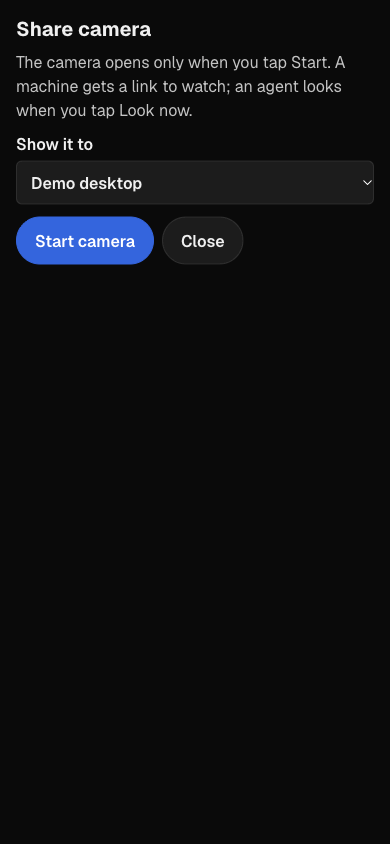 Share camera
The camera opens only when you tap Start. A
machine gets a link to watch; an agent looks
when you tap Look now.
Show it to
Demo desktop
Start camera
Close